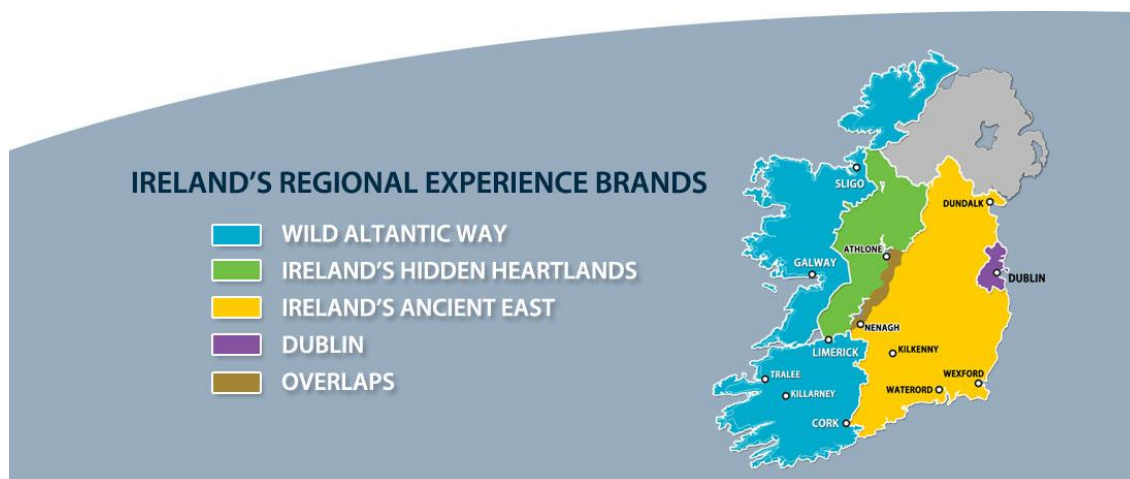 IRELAND'S REGIONAL EXPERIENCE BRANDS
WILD ALTANTIC WAY
IRELAND'S HIDDEN HEARTLANDS
IRELAND'S ANCIENT EAST
DUBLIN
OVERLAPS
SLIGO
DUNDALK
ATHLONE
GALWAY
DUBLIN
NENAGH
LIMERICK
KILKENNY
TRALEE
WEXFORD
KILLARNEY
WATERORD
CORK